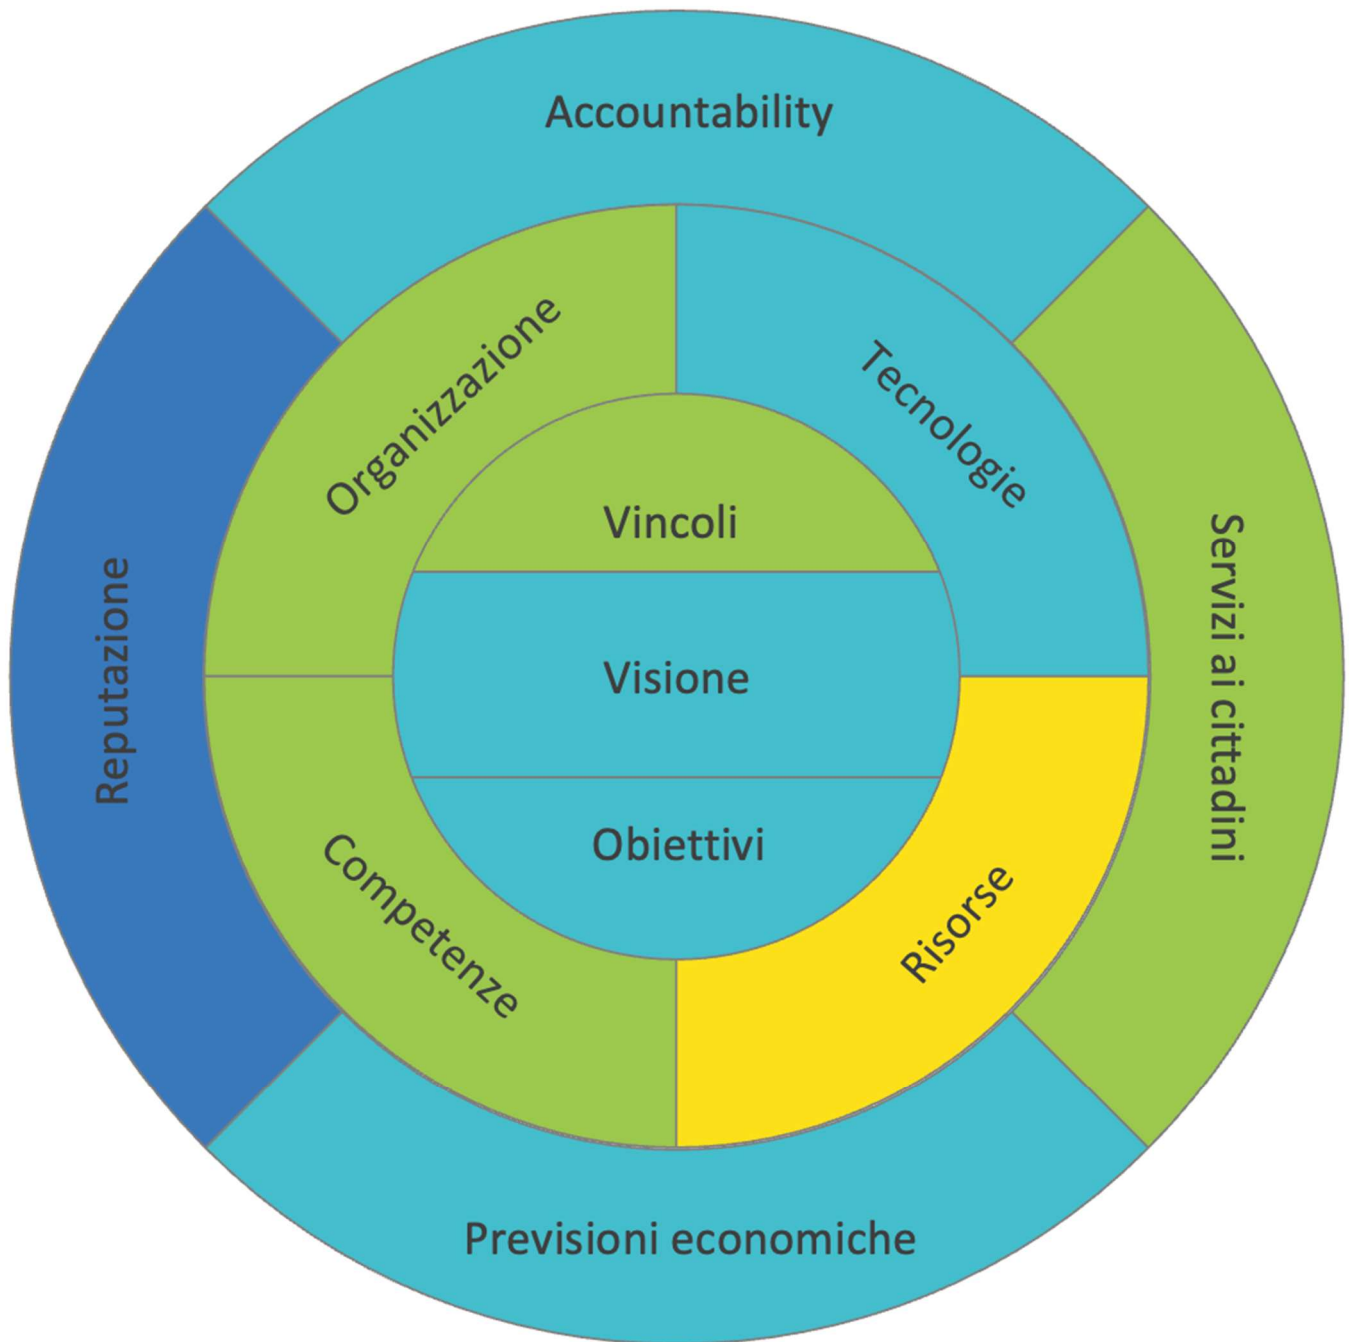 Accountability
Organizzazione
Tecnologie
Vincoli
Reputazione
Visione
Servizi ai cittadini
Obiettivi
Competenze
Risorse
Previsioni economiche